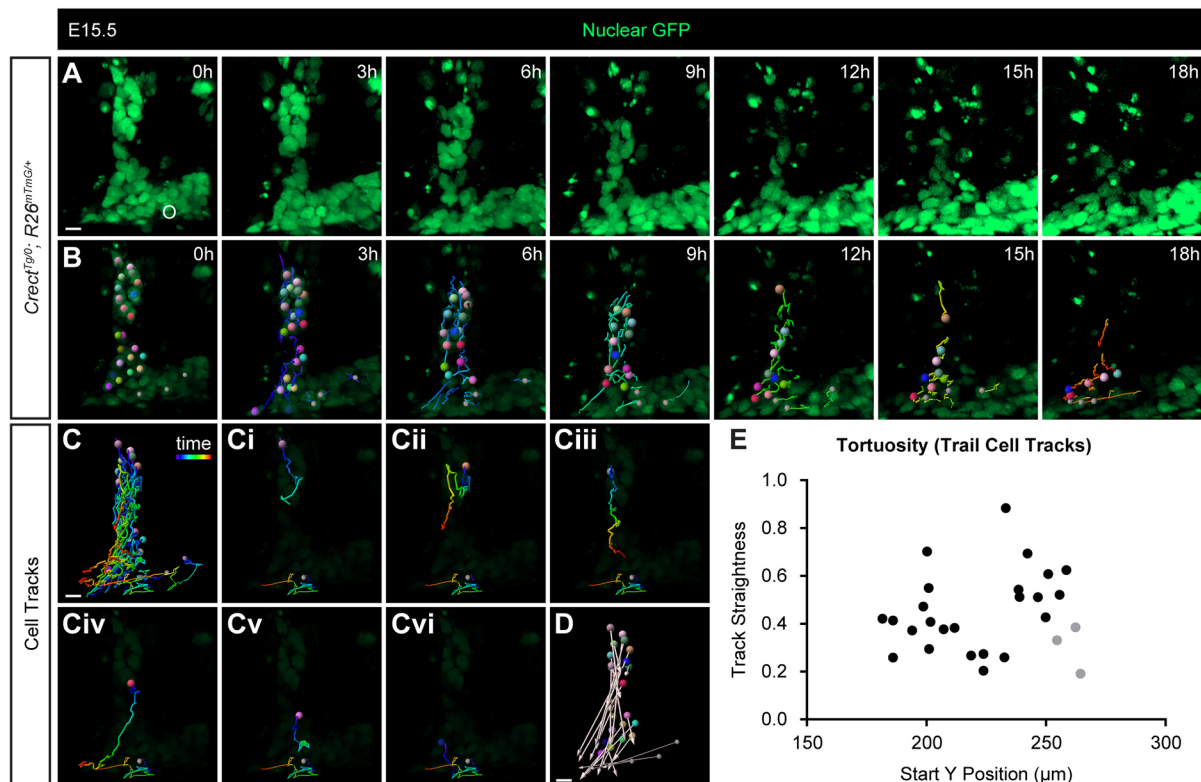 E15.5
Nuclear GFP
Crect^Tg/0; R26^mTmG/+
A
0h
3h
6h
9h
12h
15h
18h
O
B
0h
3h
6h
9h
12h
15h
18h
Cell Tracks
C
time
Ci
Cii
Ciii
Civ
Cv
Cvi
D
E
Tortuosity (Trail Cell Tracks)
Track Straightness
1.0
0.8
0.6
0.4
0.2
0.0
150
200
250
300
Start Y Position (µm)